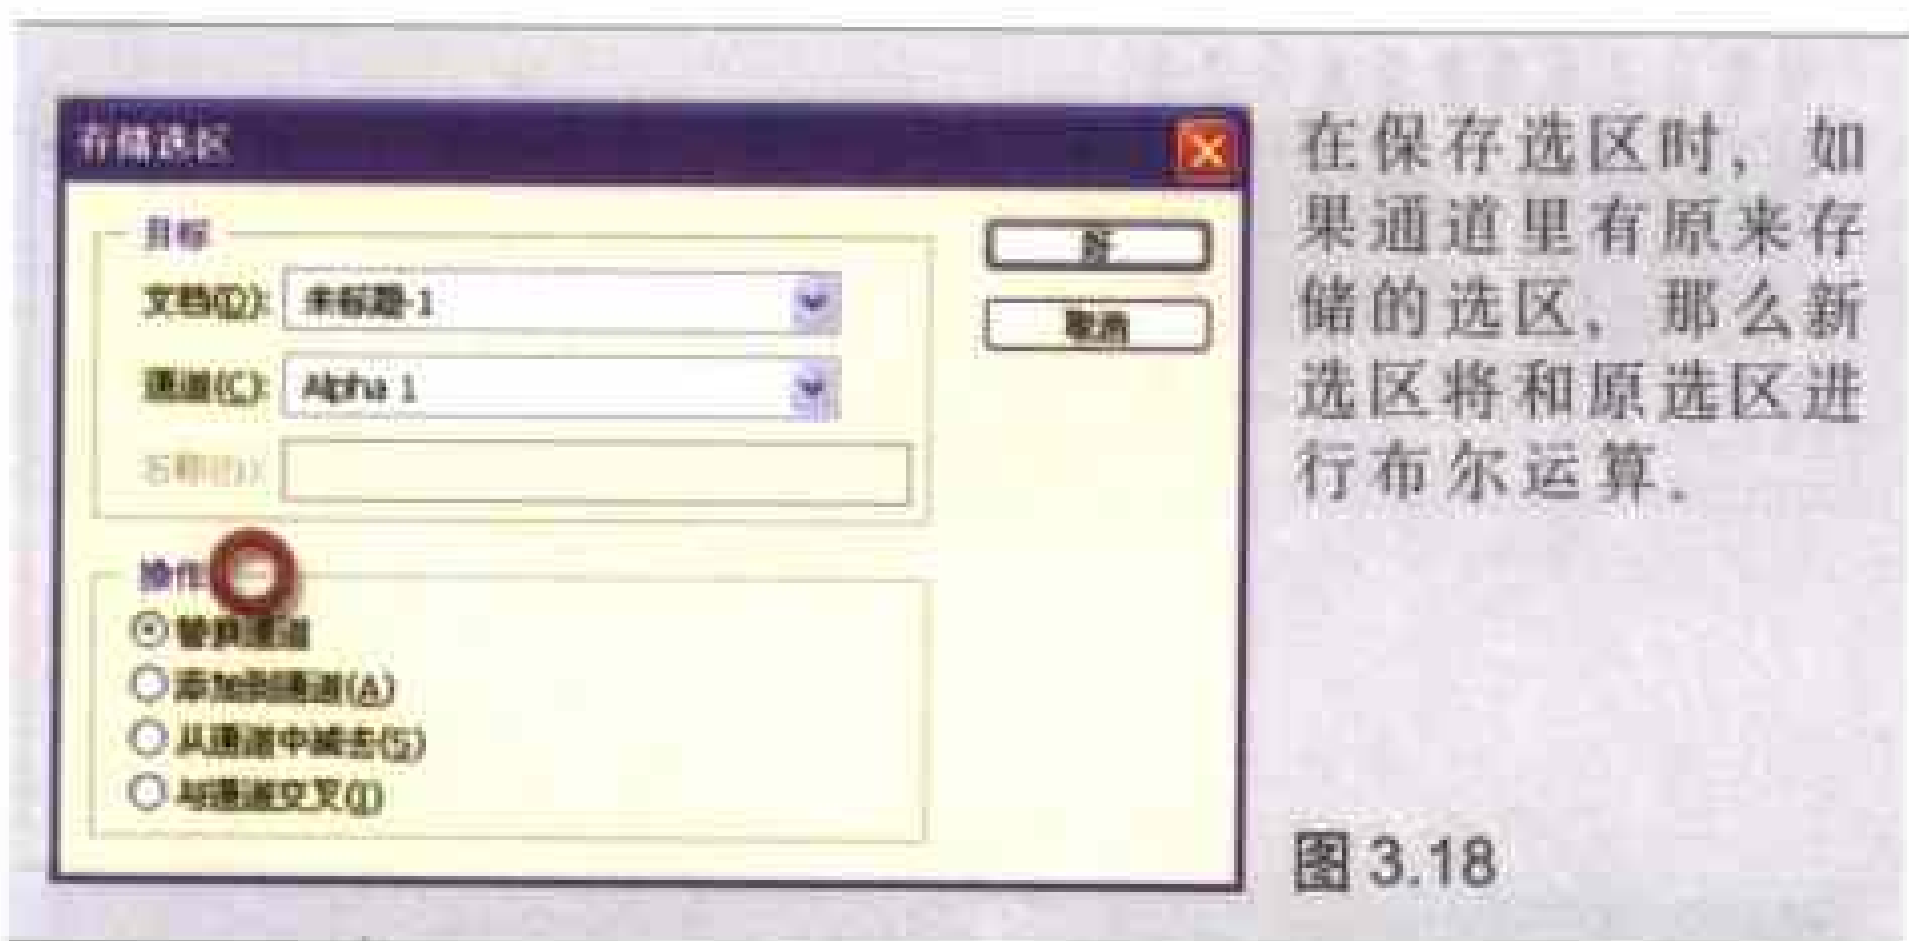 存储选区
目标
文档(D): 未标题-1
通道(C): Alpha 1
名称(N):
好
取消
操作
替换通道
添加到通道(A)
从通道中减去(S)
与通道交叉(I)
在保存选区时，如
果通道里有原来存
储的选区，那么新
选区将和原选区进
行布尔运算。
图 3.18